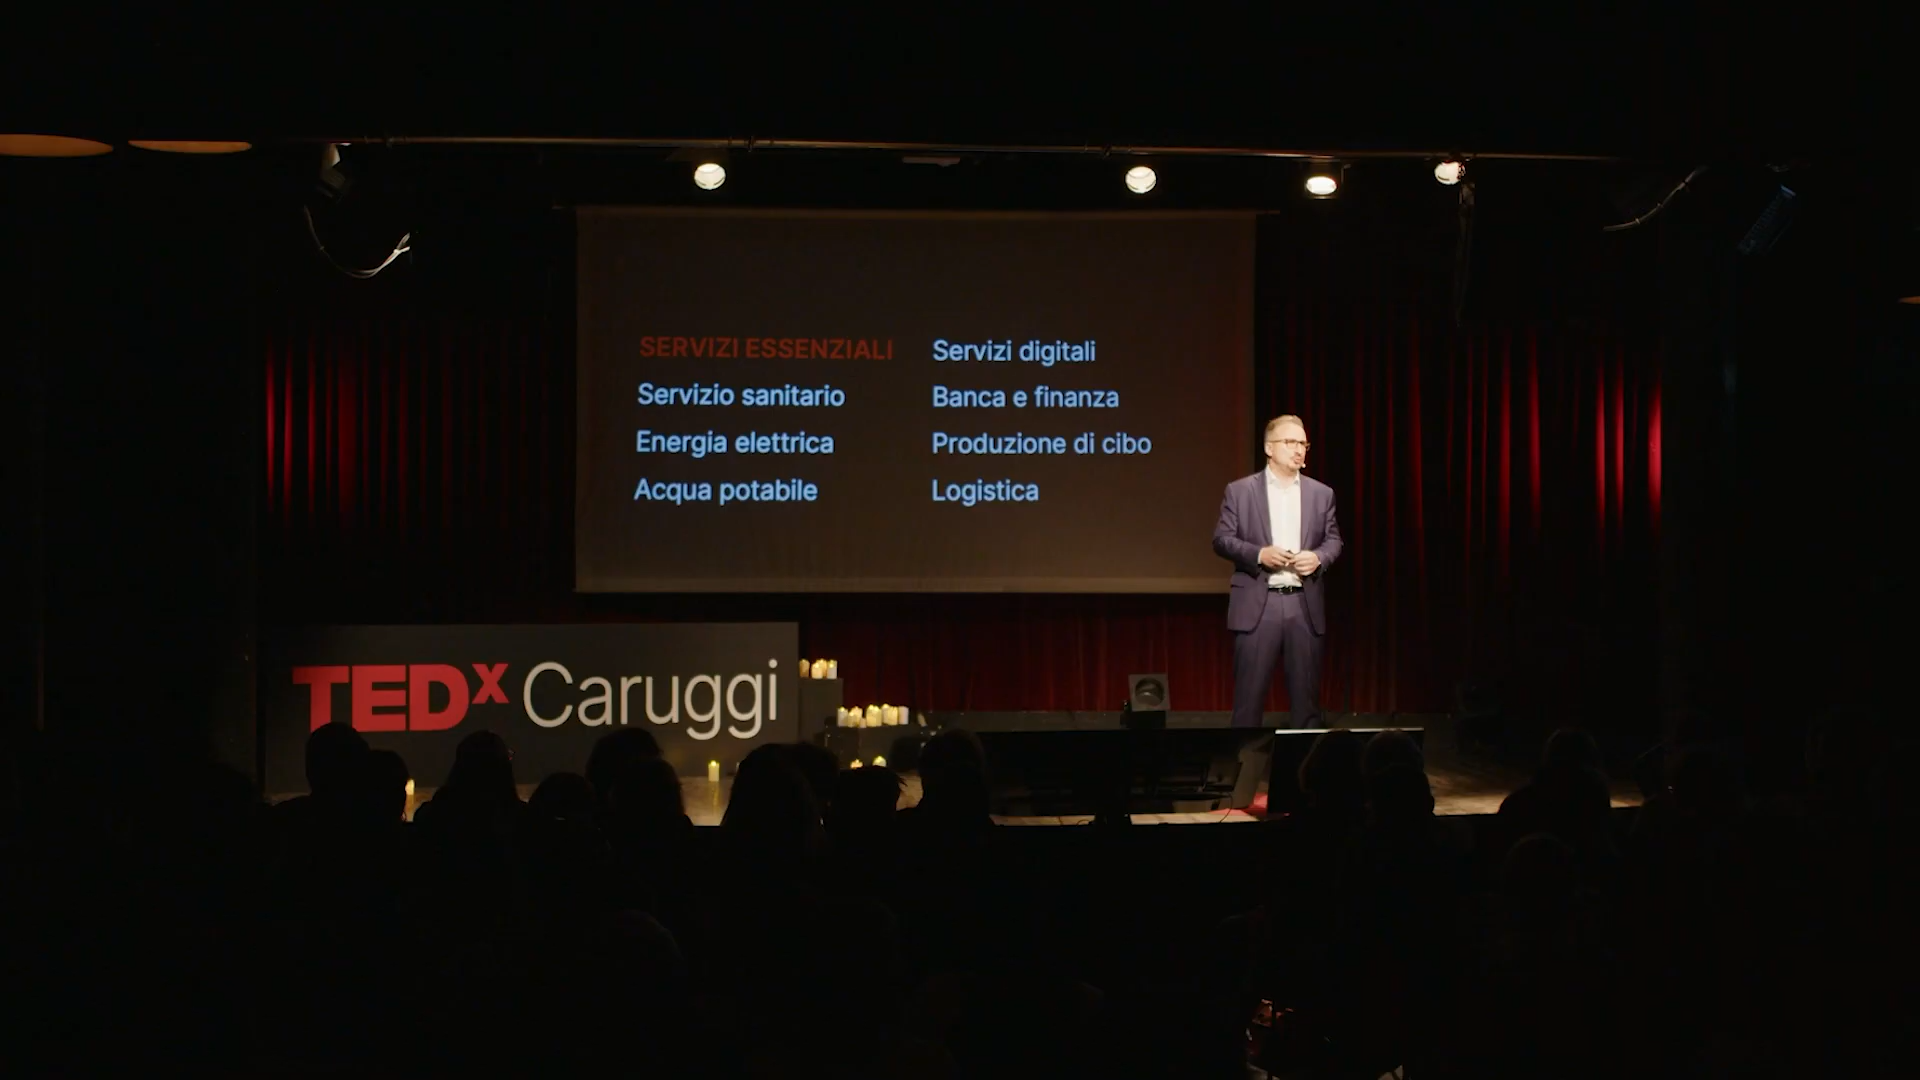 SERVIZI ESSENZIALI
Servizio sanitario
Energia elettrica
Acqua potabile
Servizi digitali
Banca e finanza
Produzione di cibo
Logistica
TEDx Caruggi